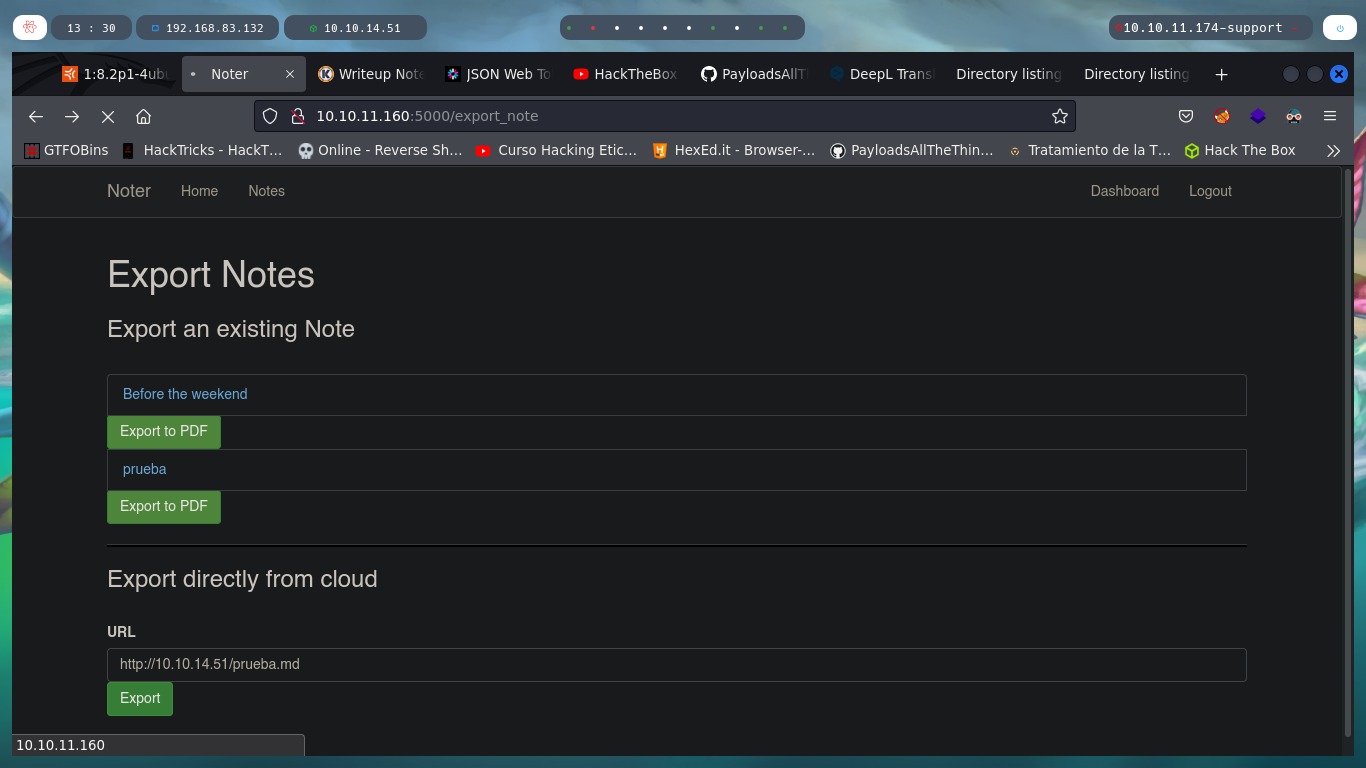 13 : 30 192.168.83.132 10.10.14.51 10.10.11.174-support
1:8.2p1-4ub Noter Writeup Note JSON Web To HackTheBox PayloadsAllT DeepL Transl Directory listing Directory listing
10.10.11.160:5000/export_note
GTFOBins HackTricks - HackT... Online - Reverse Sh... Curso Hacking Etic... HexEd.it - Browser-... PayloadsAllTheThin... Tratamiento de la T... Hack The Box
Noter Home Notes Dashboard Logout
Export Notes
Export an existing Note
Before the weekend
Export to PDF
prueba
Export to PDF
Export directly from cloud
URL
http://10.10.14.51/prueba.md
Export
10.10.11.160